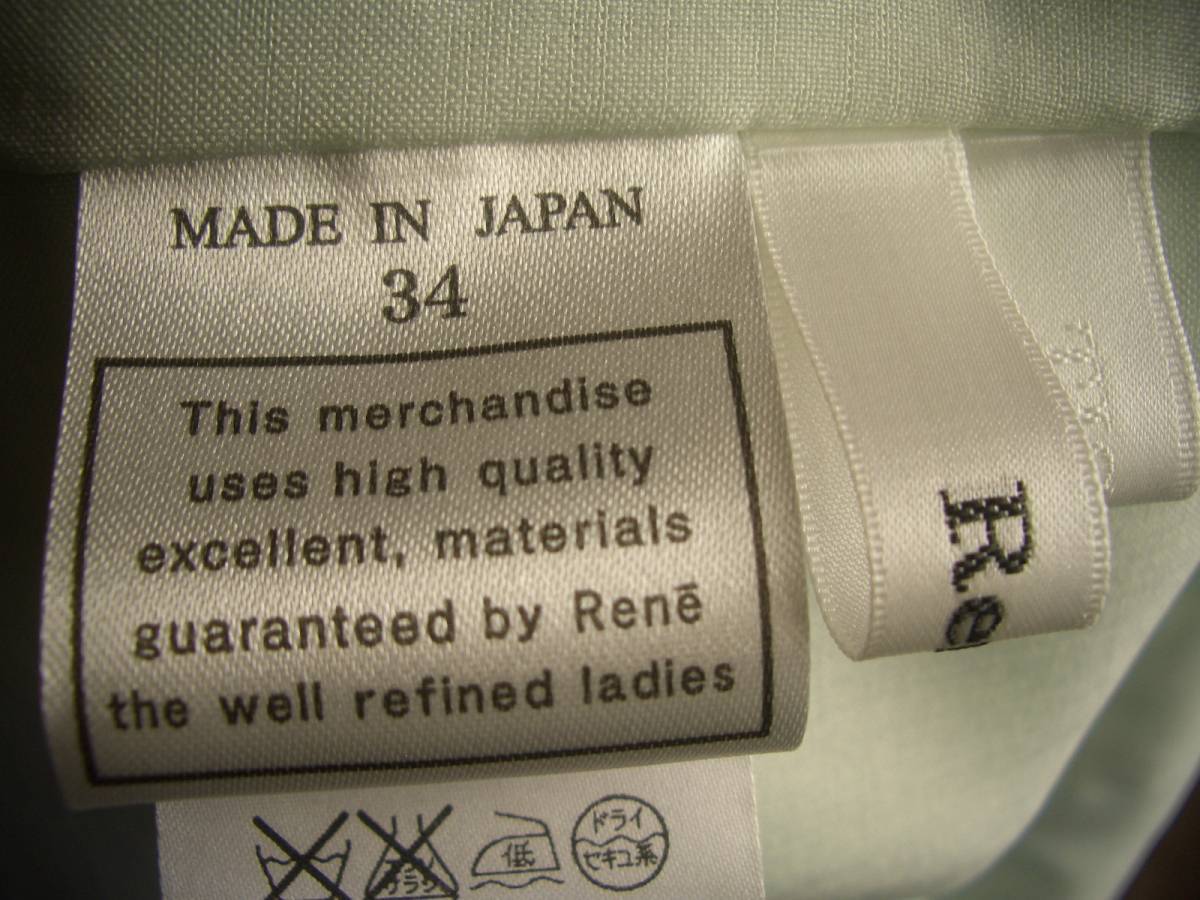 MADE IN JAPAN
34
This merchandise
uses high quality
excellent, materials
guaranteed by Renē
the well refined ladies
低
ドライ
セキユ系
Re